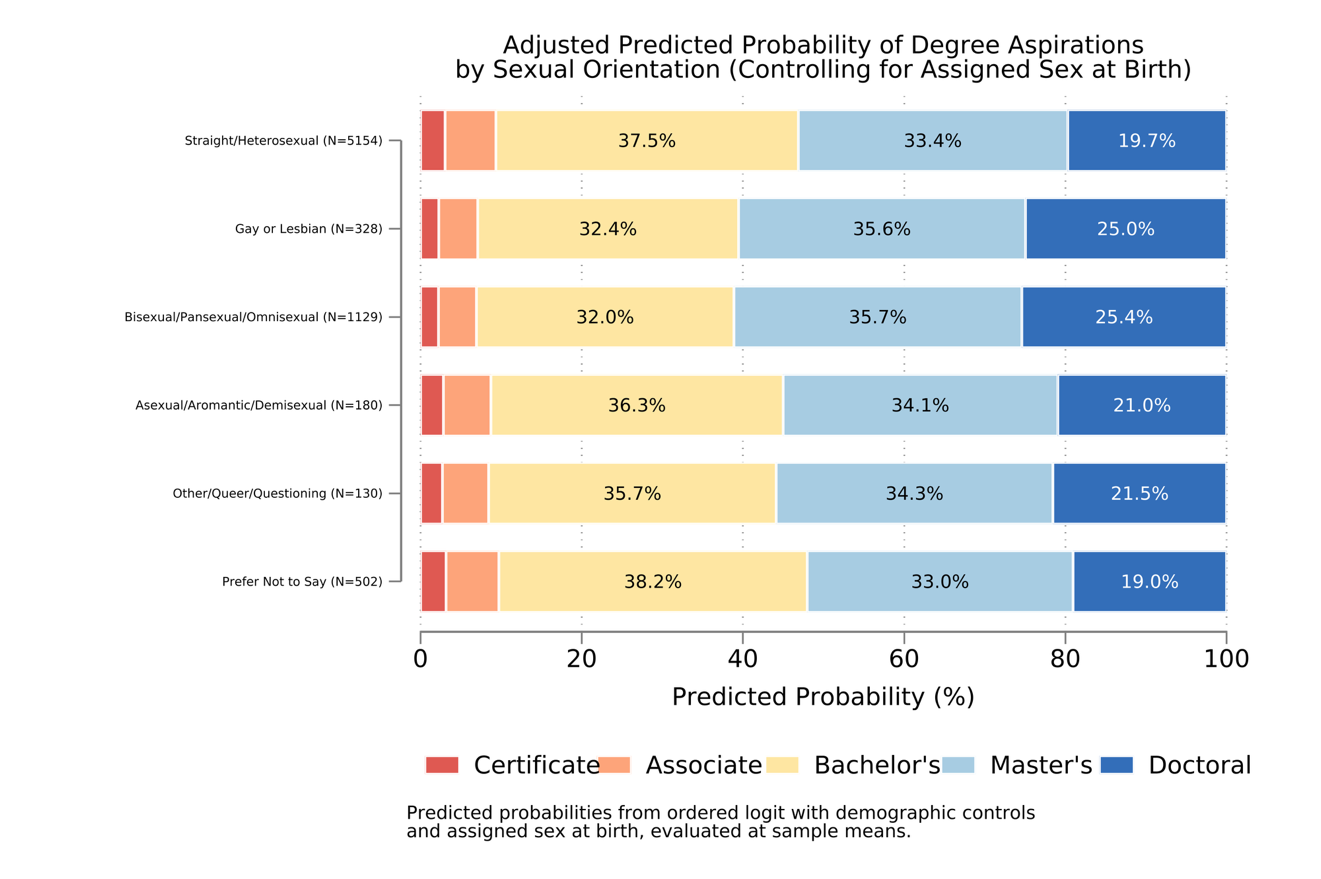 Adjusted Predicted Probability of Degree Aspirations
by Sexual Orientation (Controlling for Assigned Sex at Birth)
Straight/Heterosexual (N=5154)
37.5%
33.4%
19.7%
Gay or Lesbian (N=328)
32.4%
35.6%
25.0%
Bisexual/Pansexual/Omnisexual (N=1129)
32.0%
35.7%
25.4%
Asexual/Aromantic/Demisexual (N=180)
36.3%
34.1%
21.0%
Other/Queer/Questioning (N=130)
35.7%
34.3%
21.5%
Prefer Not to Say (N=502)
38.2%
33.0%
19.0%
0 20 40 60 80 100
Predicted Probability (%)
Certificate Associate Bachelor's Master's Doctoral
Predicted probabilities from ordered logit with demographic controls
and assigned sex at birth, evaluated at sample means.